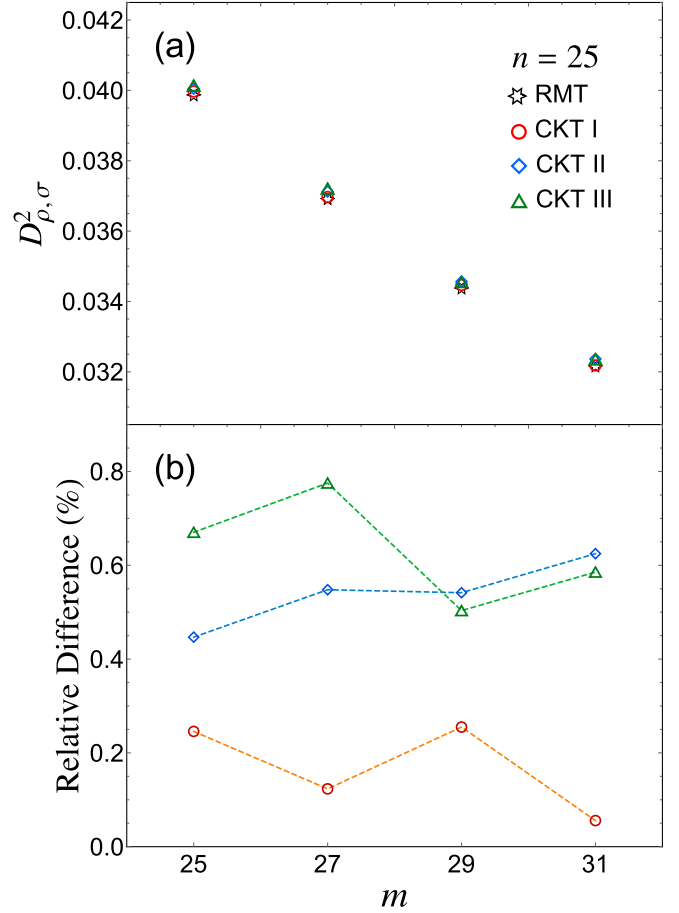 (a)
n = 25
RMT
CKT I
CKT II
CKT III
0.042
0.040
0.038
0.036
0.034
0.032
D²ρ,σ
(b)
0.8
0.6
0.4
0.2
0.0
Relative Difference (%)
25 27 29 31
m